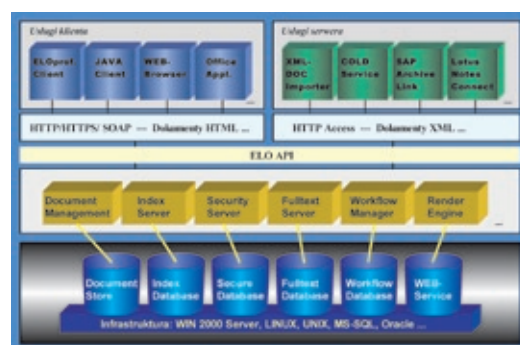 Usługi klienta
Usługi serwera
ELOprof. Client
JAVA Client
WEB-Browser
Office Appl.
XML-DOC Importer
COLD Service
SAP Archive Link
Lotus Notes Connect
...
...
HTTP/HTTPS/ SOAP — Dokumenty HTML ...
HTTP Access — Dokumenty XML ...
ELO API
Document Management
Index Server
Security Server
Fulltext Server
Workflow Manager
Render Engine
...
Document Store
Index Database
Secure Database
Fulltext Database
Workflow Database
WEB-Service
Infrastruktura: WIN 2000 Server, LINUX, UNIX, MS-SQL, Oracle ...